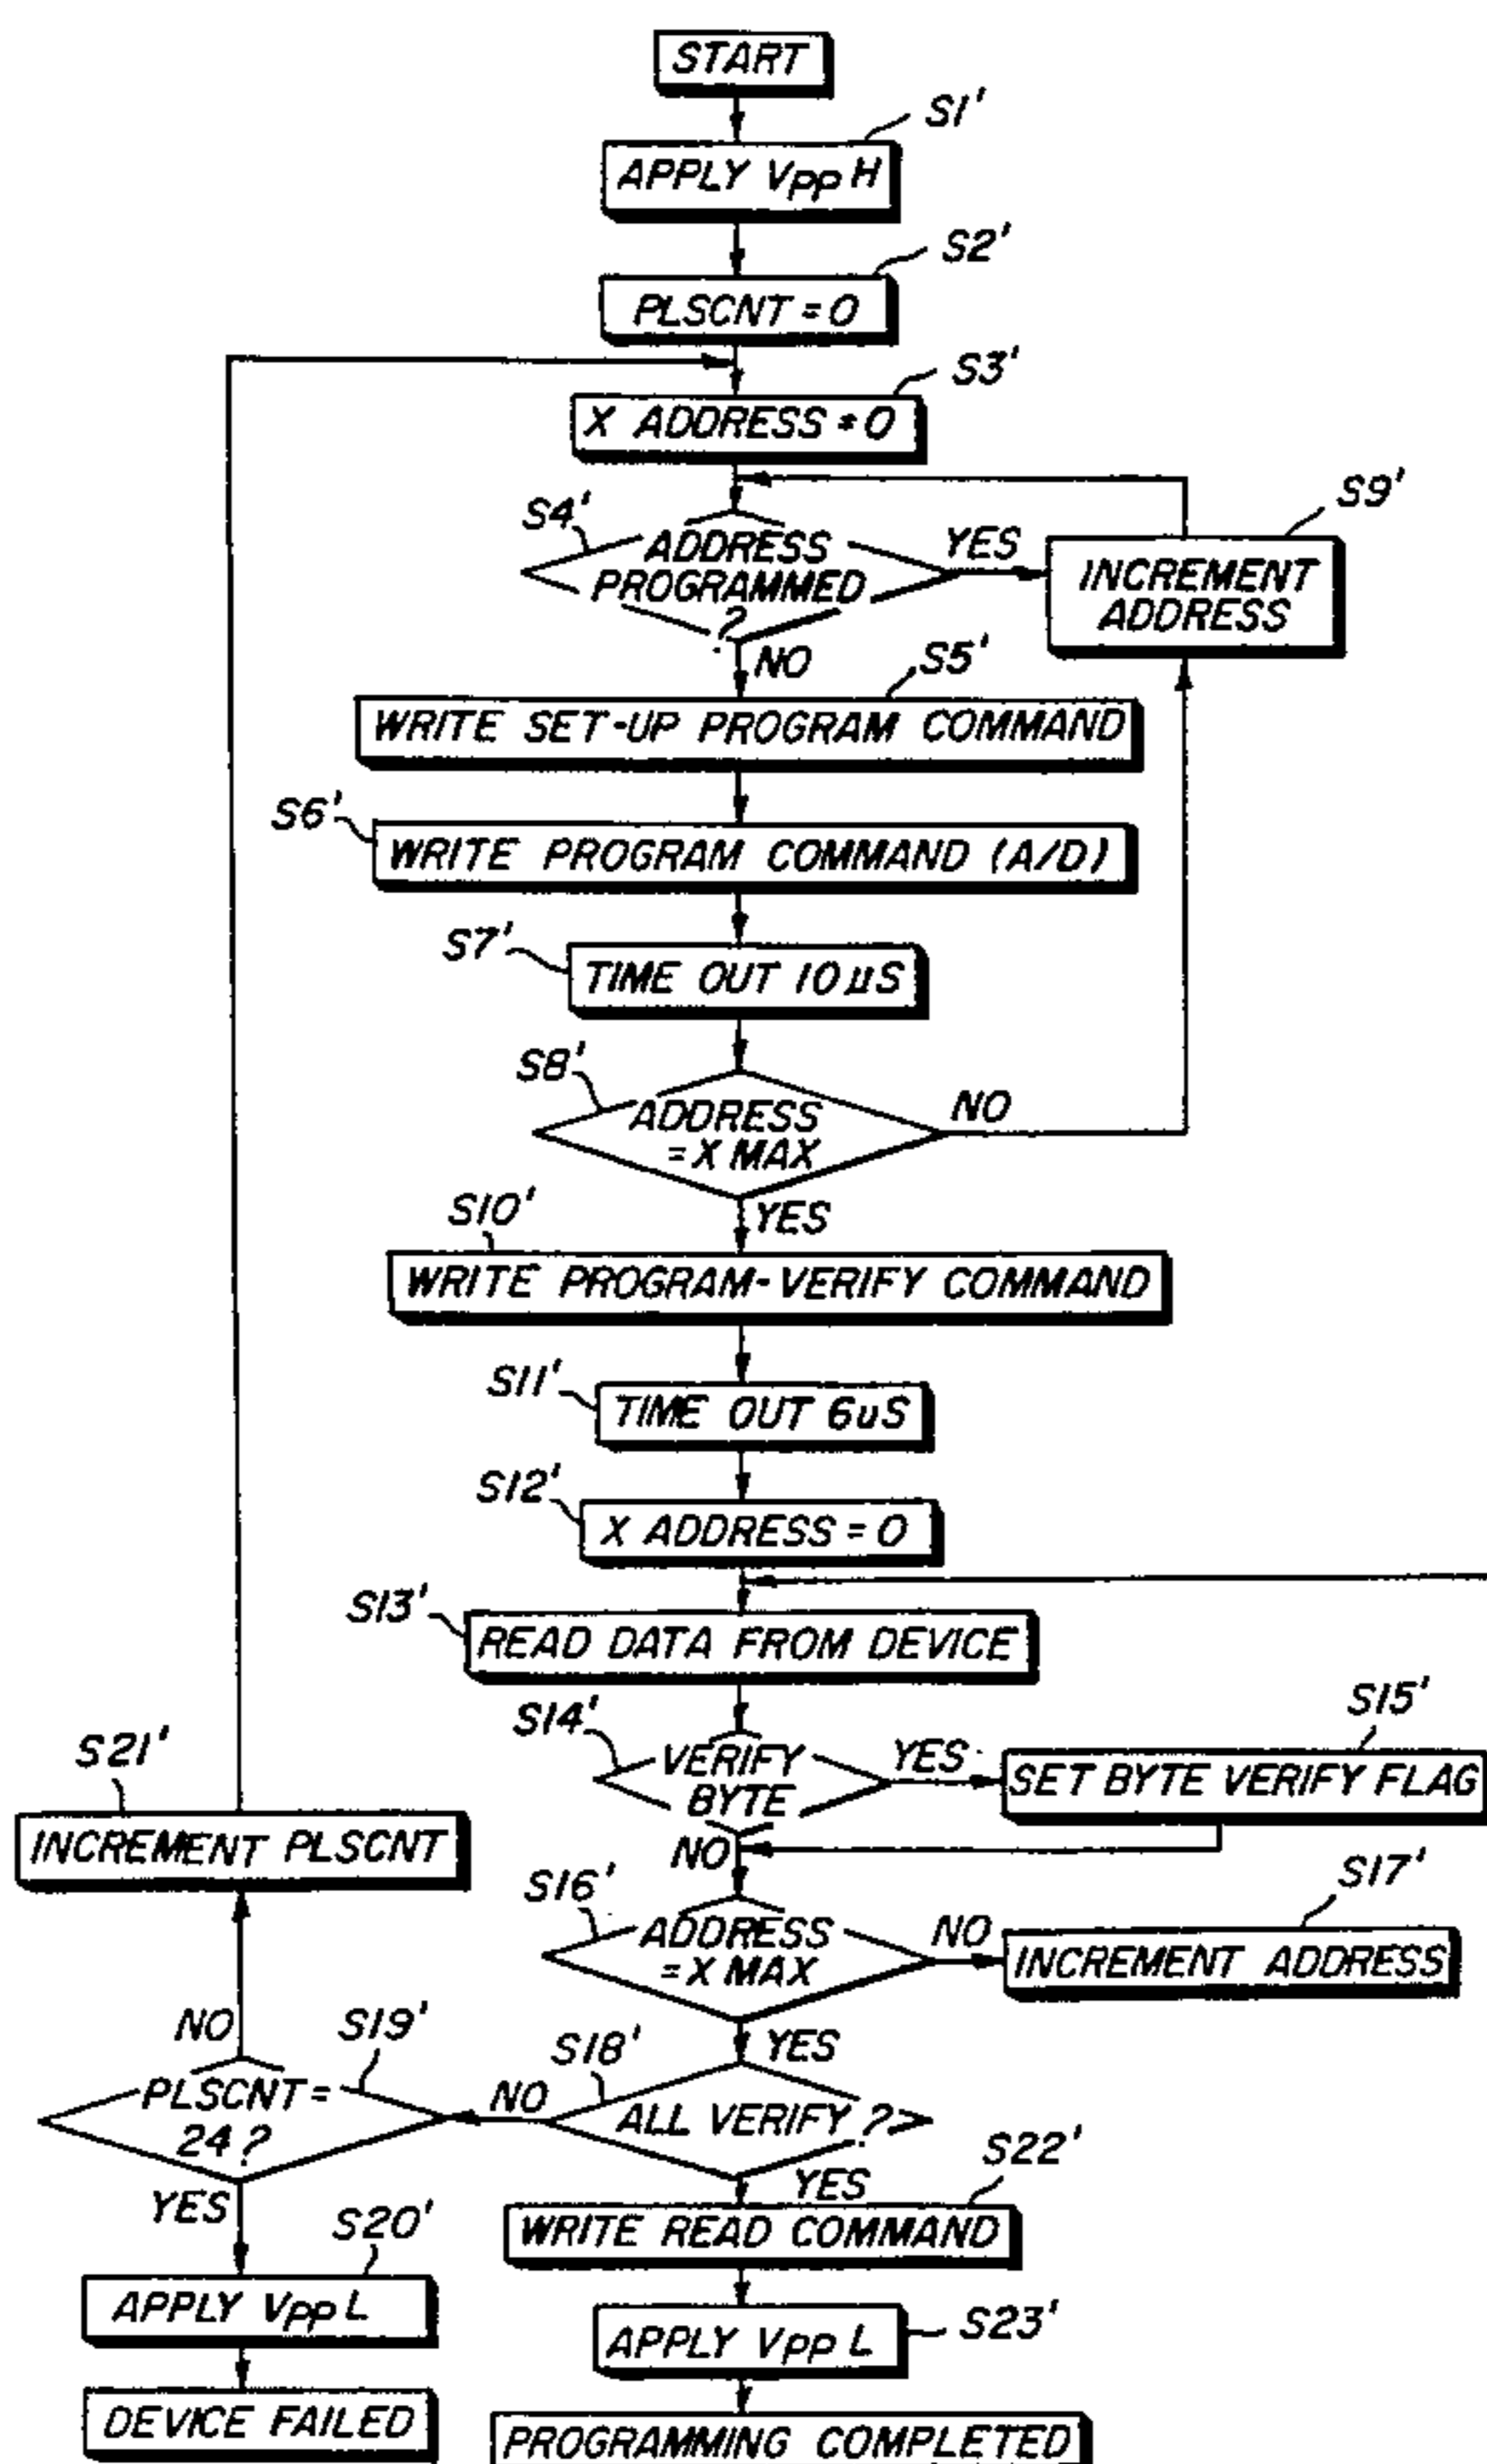 START
S1'
APPLY VPP H
S2'
PLSCNT = 0
S3'
X ADDRESS = 0
S4'
ADDRESS
PROGRAMMED
?
YES
S9'
INCREMENT
ADDRESS
NO
S5'
WRITE SET-UP PROGRAM COMMAND
S6'
WRITE PROGRAM COMMAND (A/D)
S7'
TIME OUT 10 µS
S8'
ADDRESS
= X MAX
NO
YES
S10'
WRITE PROGRAM-VERIFY COMMAND
S11'
TIME OUT 6uS
S12'
X ADDRESS = 0
S13'
READ DATA FROM DEVICE
S14'
VERIFY
BYTE
YES
S15'
SET BYTE VERIFY FLAG
NO
S21'
INCREMENT PLSCNT
S16'
ADDRESS
= X MAX
NO
S17'
INCREMENT ADDRESS
YES
NO
S19'
PLSCNT =
24 ?
NO
S18'
ALL VERIFY ?
YES
YES
S22'
WRITE READ COMMAND
S20'
APPLY VPP L
S23'
APPLY VPP L
DEVICE FAILED
PROGRAMMING COMPLETED